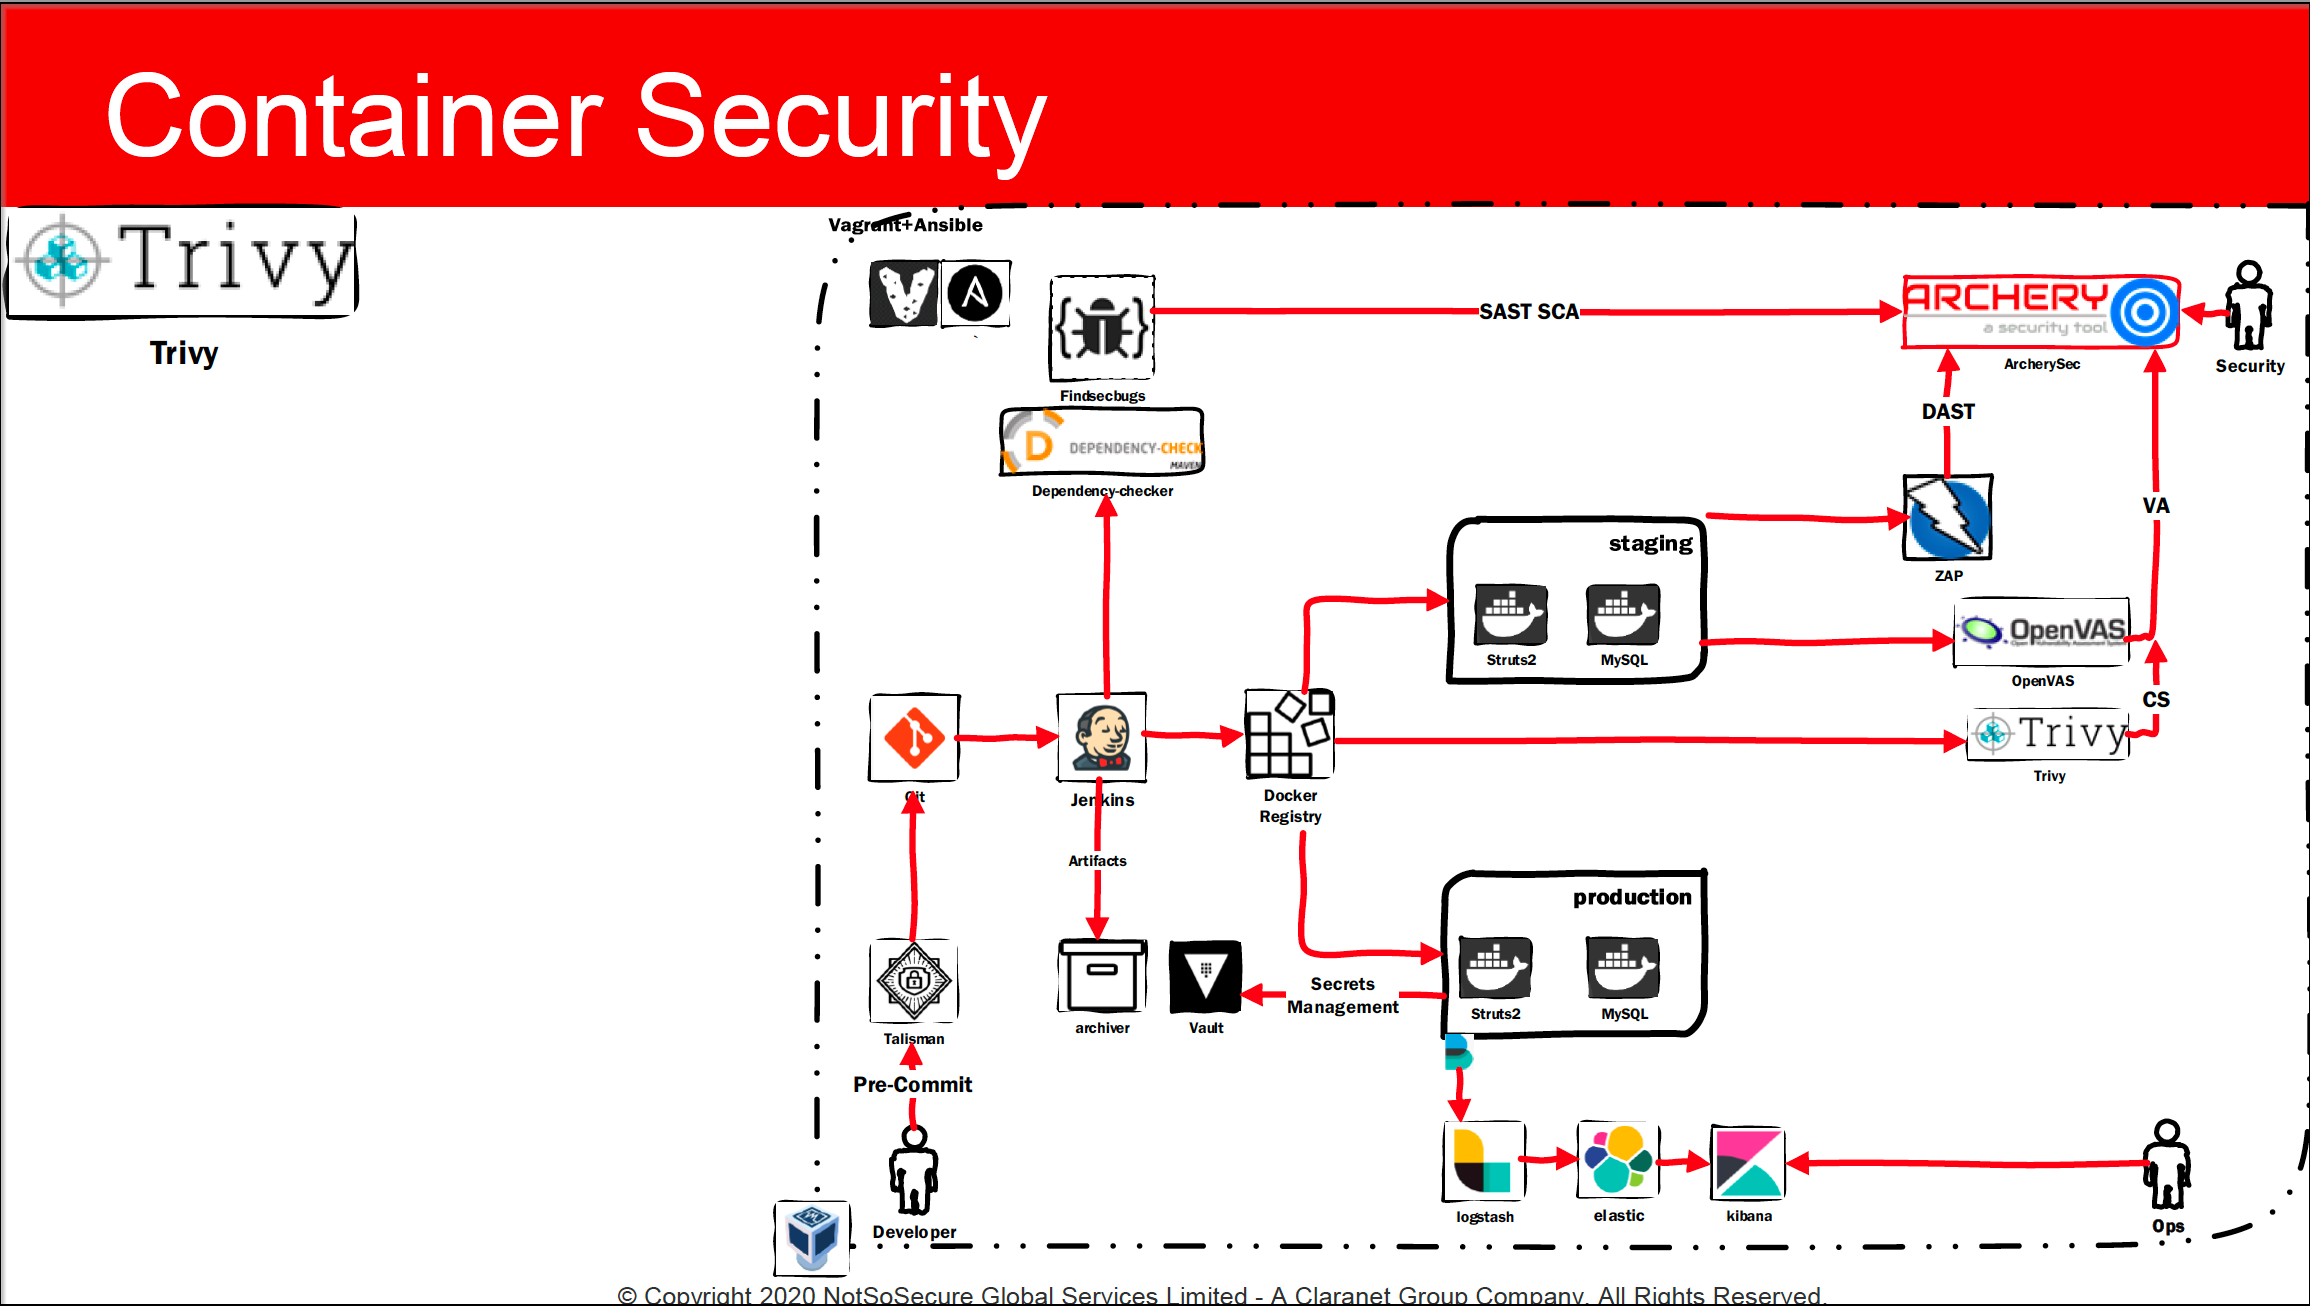 Container Security
Trivy
Trivy
Vagrant+Ansible
Findsecbugs
SAST SCA
ARCHERY
a security tool
ArcherySec
Security
DEPENDENCY-CHECK
MAVEN
Dependency-checker
DAST
VA
ZAP
staging
Struts2
MySQL
OpenVAS
OpenVAS
CS
Trivy
Trivy
Git
Jenkins
Docker
Registry
Artifacts
production
Struts2
MySQL
Secrets
Management
Talisman
archiver
Vault
Pre-Commit
Developer
logstash
elastic
kibana
Ops
© Copyright 2020 NotSoSecure Global Services Limited - A Claranet Group Company. All Rights Reserved.